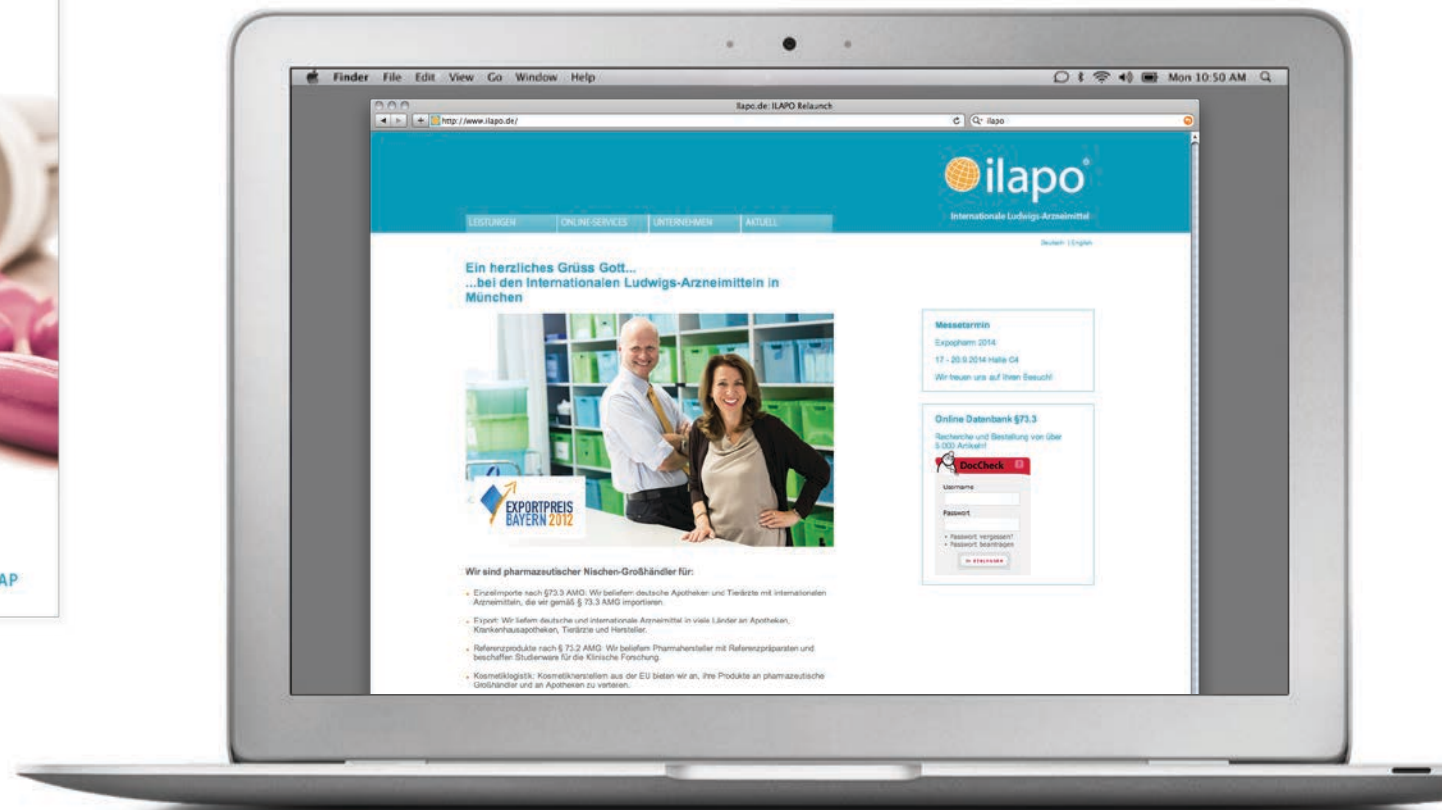 AP
Finder File Edit View Go Window Help
Mon 10:50 AM
ilapo.de: ILAPO Relaunch
http://www.ilapo.de/
ilapo
ilapo®
Internationale Ludwigs-Arzneimittel
LEISTUNGEN ONLINE-SERVICES UNTERNEHMEN AKTUELL
Deutsch | English
Ein herzliches Grüss Gott...
...bei den Internationalen Ludwigs-Arzneimitteln in
München
EXPORTPREIS
BAYERN 2012
Wir sind pharmazeutischer Nischen-Großhändler für:
• Einzelimporte nach §73.3 AMG: Wir beliefern deutsche Apotheken und Tierärzte mit internationalen
Arzneimitteln, die wir gemäß § 73.3 AMG importieren.
• Export: Wir liefern deutsche und internationale Arzneimittel in viele Länder an Apotheken,
Krankenhausapotheken, Tierärzte und Hersteller.
• Referenzprodukte nach § 73.2 AMG: Wir beliefern Pharmahersteller mit Referenzpräparaten und
beschaffen Studienware für die Klinische Forschung.
• Kosmetiklogistik: Kosmetikherstellern aus der EU bieten wir an, ihre Produkte an pharmazeutische
Großhändler und an Apotheken zu vertreten.
Messetermin
Expopharm 2014
17 - 20.9.2014 Halle C4
Wir freuen uns auf Ihren Besuch!
Online Datenbank §73.3
Recherche und Bestellung von über
5.000 Artikeln!
DocCheck
Username
Passwort
• Passwort vergessen?
• Passwort beantragen
EINLOGGEN